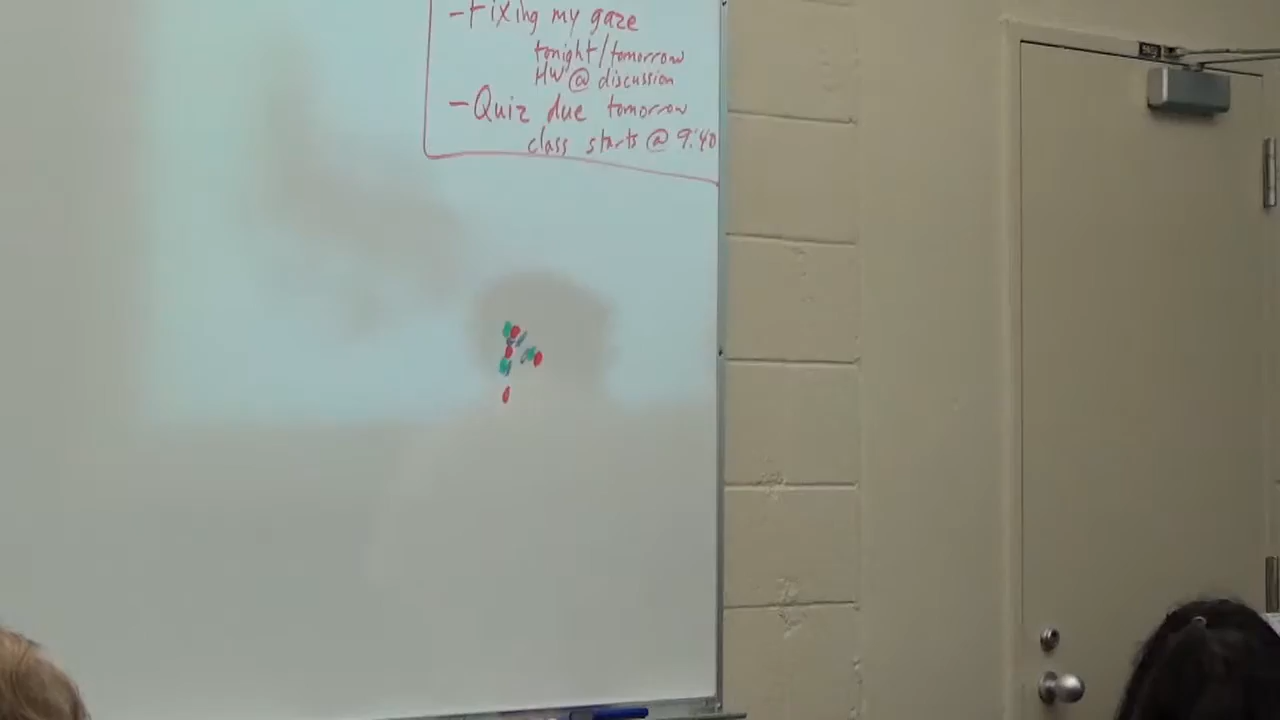 - Fixing my gaze
tonight/tomorrow
HW @ discussion
- Quiz due tomorrow
class starts @ 9:40